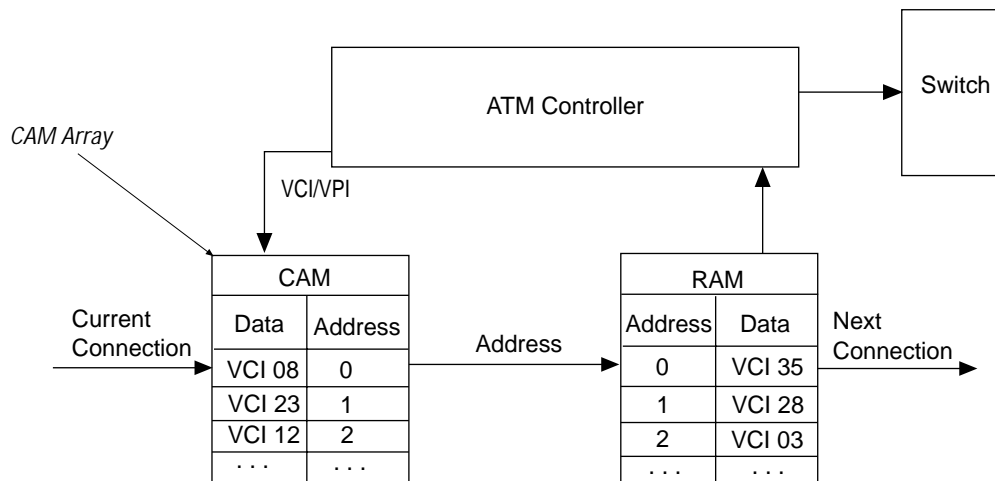 ATM Controller
Switch
CAM Array
VCI/VPI
CAM
RAM
Current
Connection
Data Address
Address
Address Data
Next
Connection
VCI 08 0
0 VCI 35
VCI 23 1
1 VCI 28
VCI 12 2
2 VCI 03
. . . . . .
. . . . . .